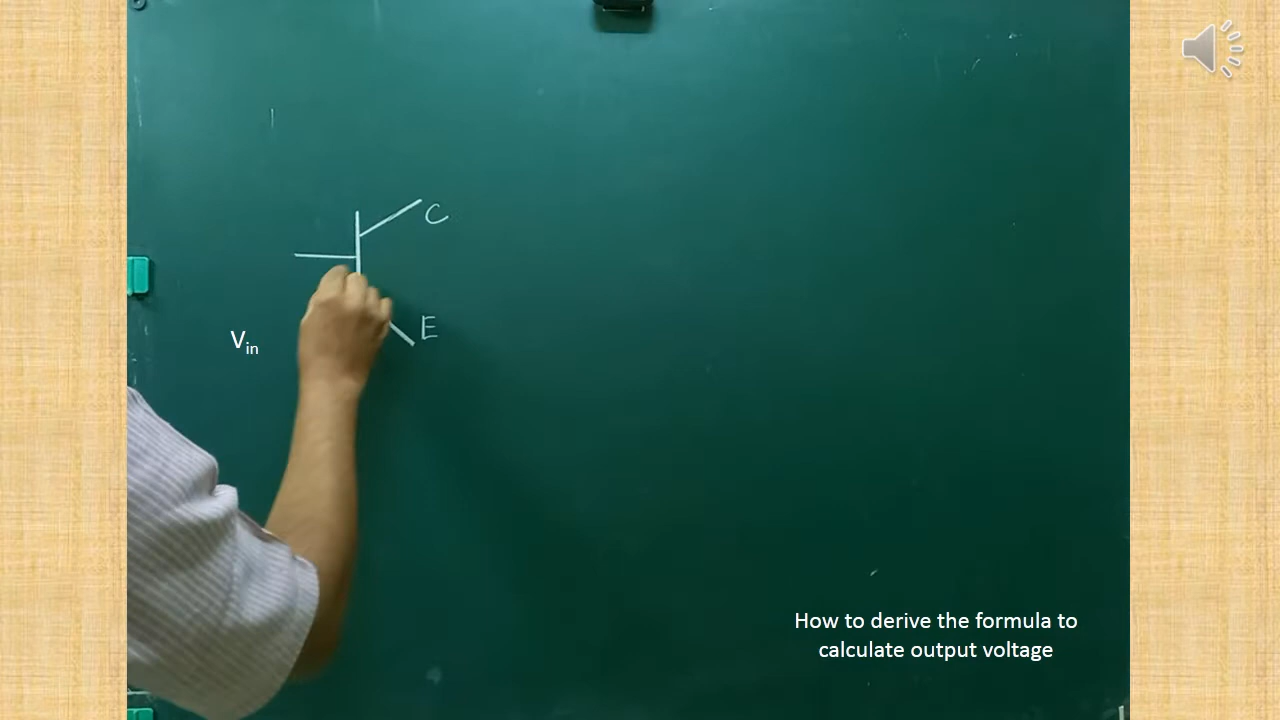 C
E
Vin
How to derive the formula to
calculate output voltage